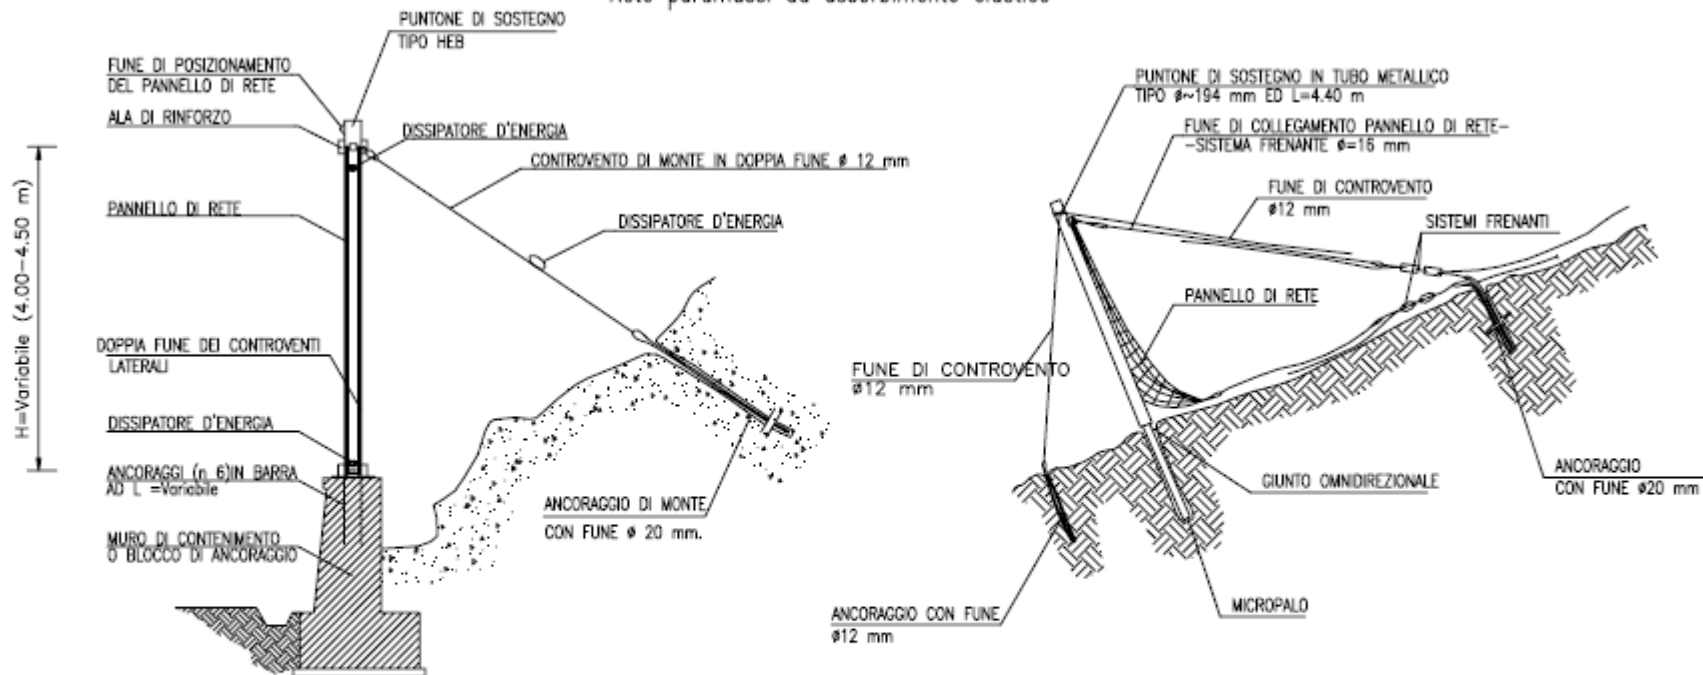 PUNTONE DI SOSTEGNO
TIPO HEB
FUNE DI POSIZIONAMENTO
DEL PANNELLO DI RETE
ALA DI RINFORZO
DISSIPATORE D'ENERGIA
CONTROVENTO DI MONTE IN DOPPIA FUNE ø 12 mm
PANNELLO DI RETE
DISSIPATORE D'ENERGIA
H=Variabile (4.00-4.50 m)
DOPPIA FUNE DEI CONTROVENTI
LATERALI
DISSIPATORE D'ENERGIA
ANCORAGGI (n 6)IN BARRA
AD L =Variabile
ANCORAGGIO DI MONTE
CON FUNE ø 20 mm.
MURO DI CONTENIMENTO
O BLOCCO DI ANCORAGGIO
PUNTONE DI SOSTEGNO IN TUBO METALLICO
TIPO ø~194 mm ED L=4.40 m
FUNE DI COLLEGAMENTO PANNELLO DI RETE-
-SISTEMA FRENANTE ø=16 mm
FUNE DI CONTROVENTO
ø12 mm
SISTEMI FRENANTI
PANNELLO DI RETE
FUNE DI CONTROVENTO
ø12 mm
GIUNTO OMNIDIREZIONALE
ANCORAGGIO
CON FUNE ø20 mm
ANCORAGGIO CON FUNE
ø12 mm
MICROPALO